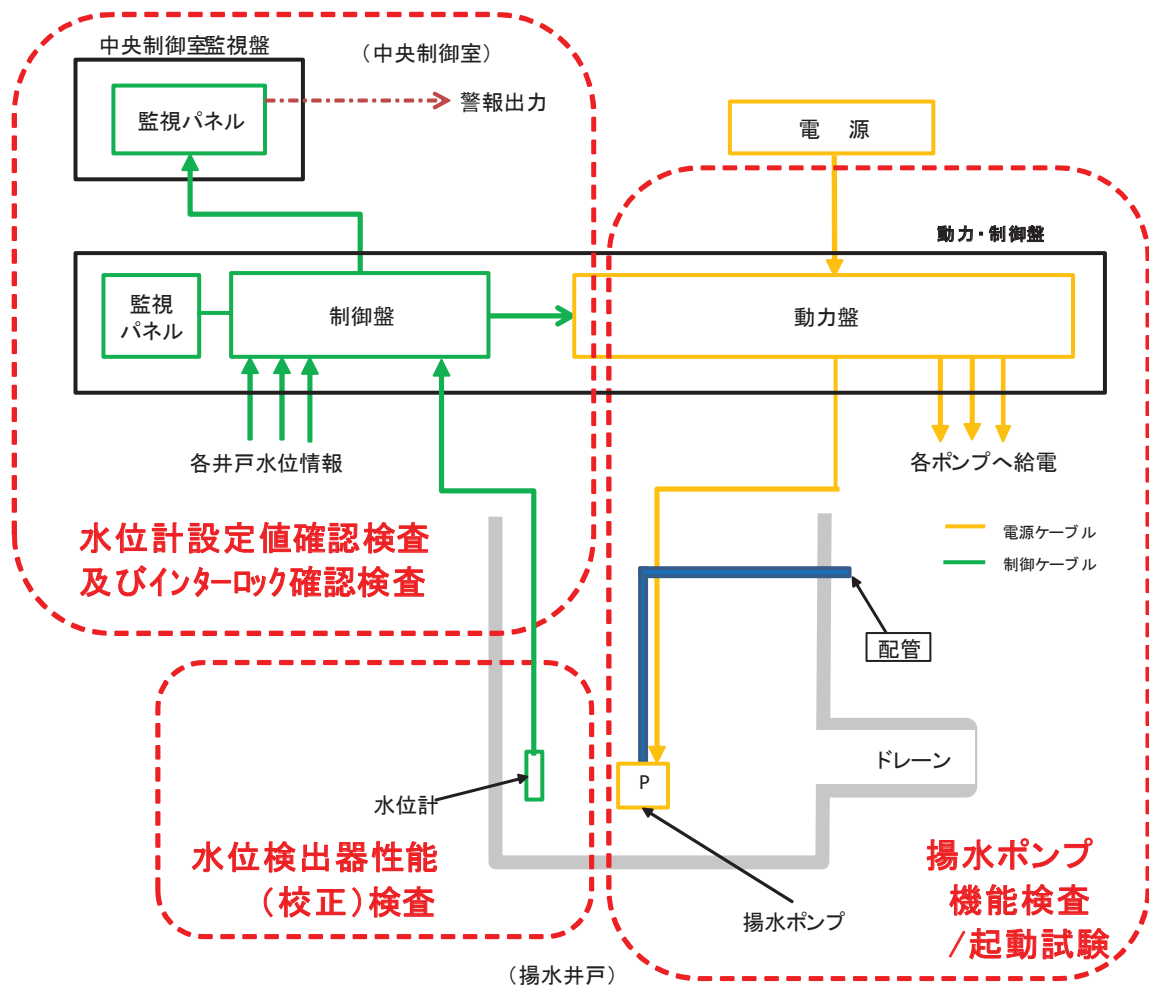 中央制御室監視盤
（中央制御室）
監視パネル
警報出力
電　源
動力・制御盤
監視
パネル
制御盤
動力盤
各井戸水位情報
各ポンプへ給電
水位計設定値確認検査
及びインターロック確認検査
電源ケーブル
制御ケーブル
配管
ドレーン
P
水位計
水位検出器性能
（校正）検査
揚水ポンプ
機能検査
/起動試験
揚水ポンプ
（揚水井戸）